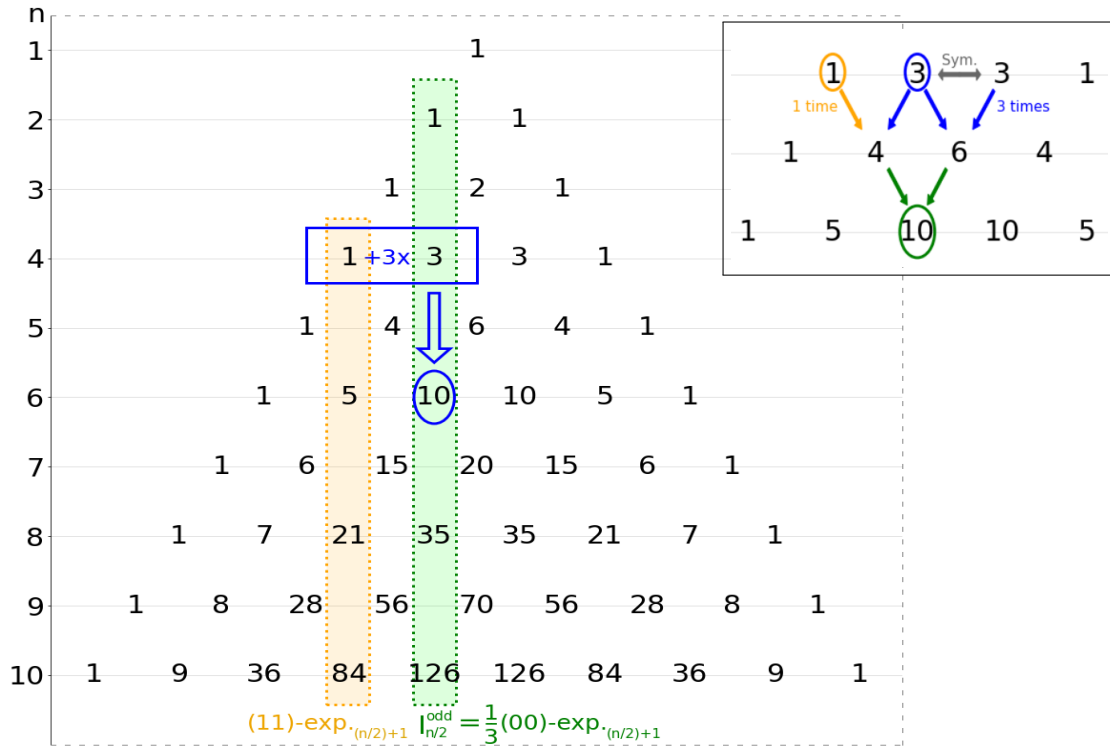 n
1 1
2 1 1
3 1 2 1
4 1 +3x 3 3 1
5 1 4 6 4 1
6 1 5 10 10 5 1
7 1 6 15 20 15 6 1
8 1 7 21 35 35 21 7 1
9 1 8 28 56 70 56 28 8 1
10 1 9 36 84 126 126 84 36 9 1
(11)-exp.(n/2)+1 I_{n/2}^{odd} = 1/3 (00)-exp.(n/2)+1
1 3 Sym. 3 1
1 time 3 times
1 4 6 4
1 5 10 10 5